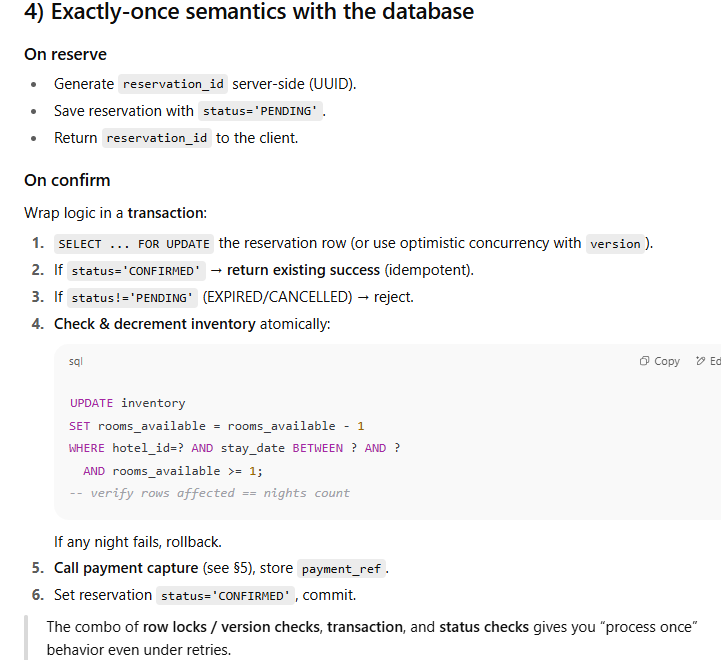 4) Exactly-once semantics with the database
On reserve
• Generate reservation_id server-side (UUID).
• Save reservation with status='PENDING'.
• Return reservation_id to the client.
On confirm
Wrap logic in a transaction:
1. SELECT ... FOR UPDATE the reservation row (or use optimistic concurrency with version).
2. If status='CONFIRMED' → return existing success (idempotent).
3. If status!='PENDING' (EXPIRED/CANCELLED) → reject.
4. Check & decrement inventory atomically:
sql Copy Ed
UPDATE inventory
SET rooms_available = rooms_available - 1
WHERE hotel_id=? AND stay_date BETWEEN ? AND ?
AND rooms_available >= 1;
-- verify rows affected == nights count
If any night fails, rollback.
5. Call payment capture (see §5), store payment_ref.
6. Set reservation status='CONFIRMED', commit.
The combo of row locks / version checks, transaction, and status checks gives you “process once”
behavior even under retries.